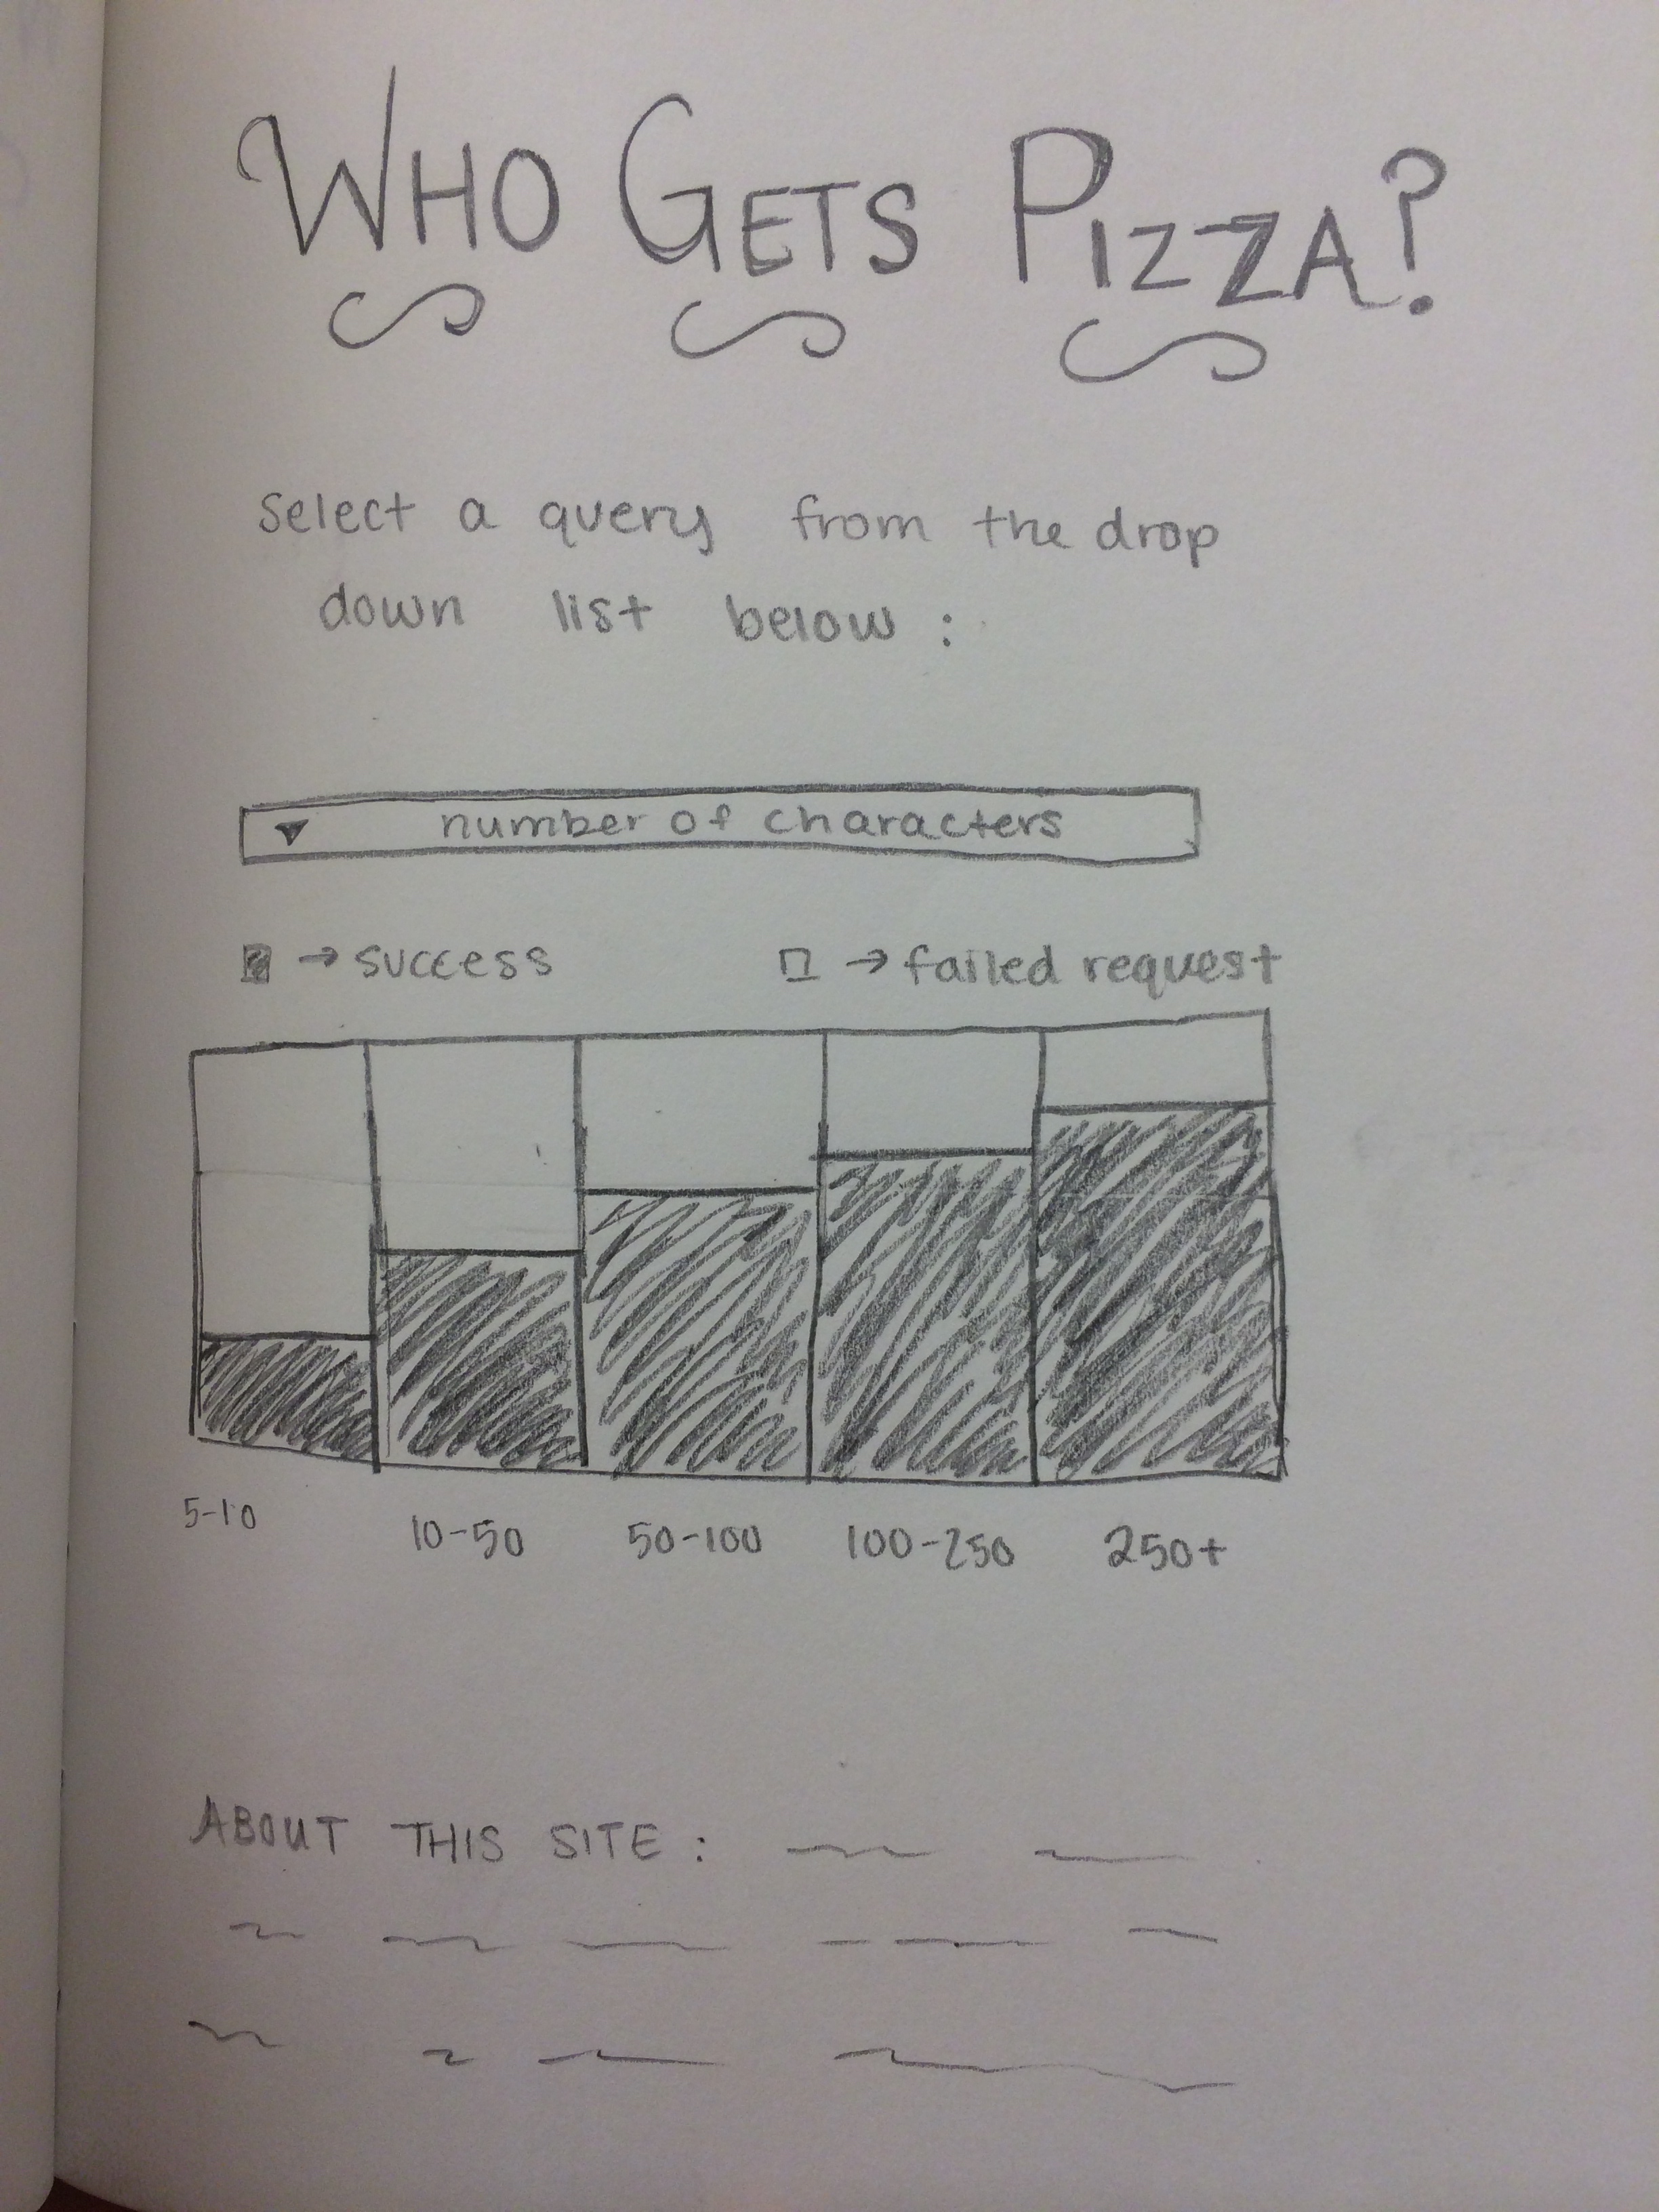 WHO GETS PIZZA?
select a query from the drop
down list below :
number of characters
→ success → failed request
5-10 10-50 50-100 100-250 250+
ABOUT THIS SITE :